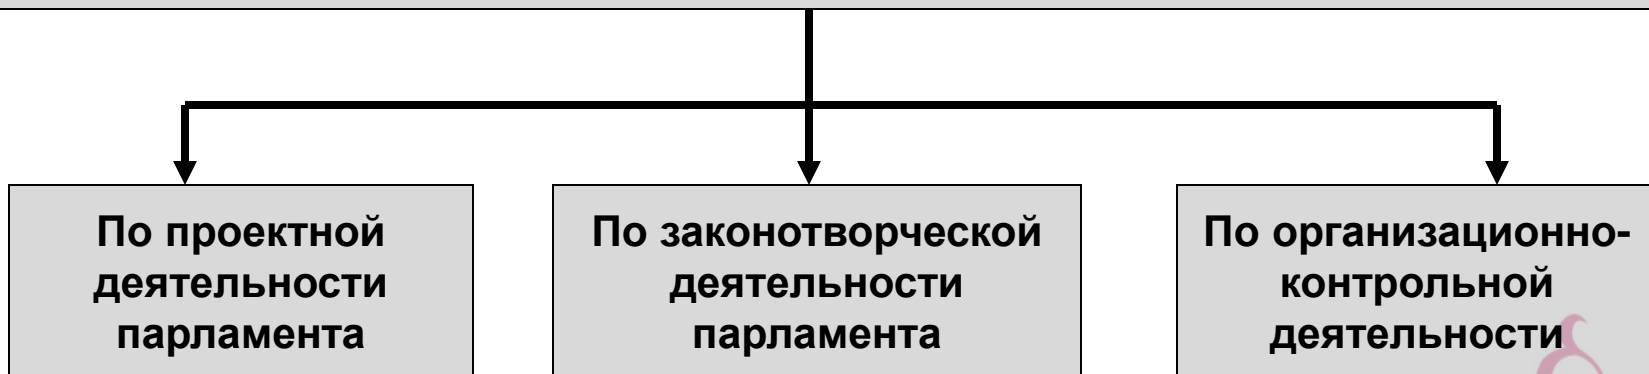 По проектной
деятельности
парламента
По законотворческой
деятельности
парламента
По организационно-
контрольной
деятельности